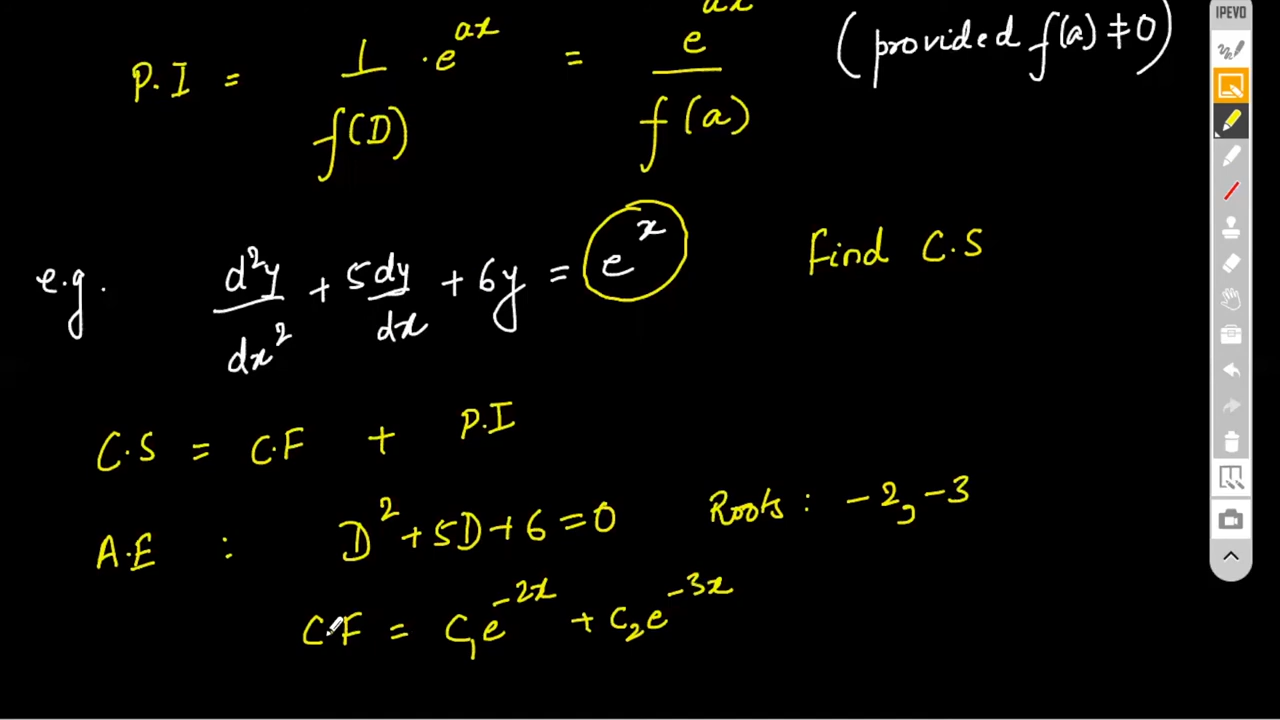 P.I = 1/f(D) · e^{ax} = e^{ax}/f(a) (provided f(a) ≠ 0)
e.g. d²y/dx² + 5dy/dx + 6y = e^x Find C.S
C.S = C.F + P.I
A.E : D² + 5D + 6 = 0 Roots : -2, -3
C.F = C₁e^{-2x} + C₂e^{-3x}
IPEVO